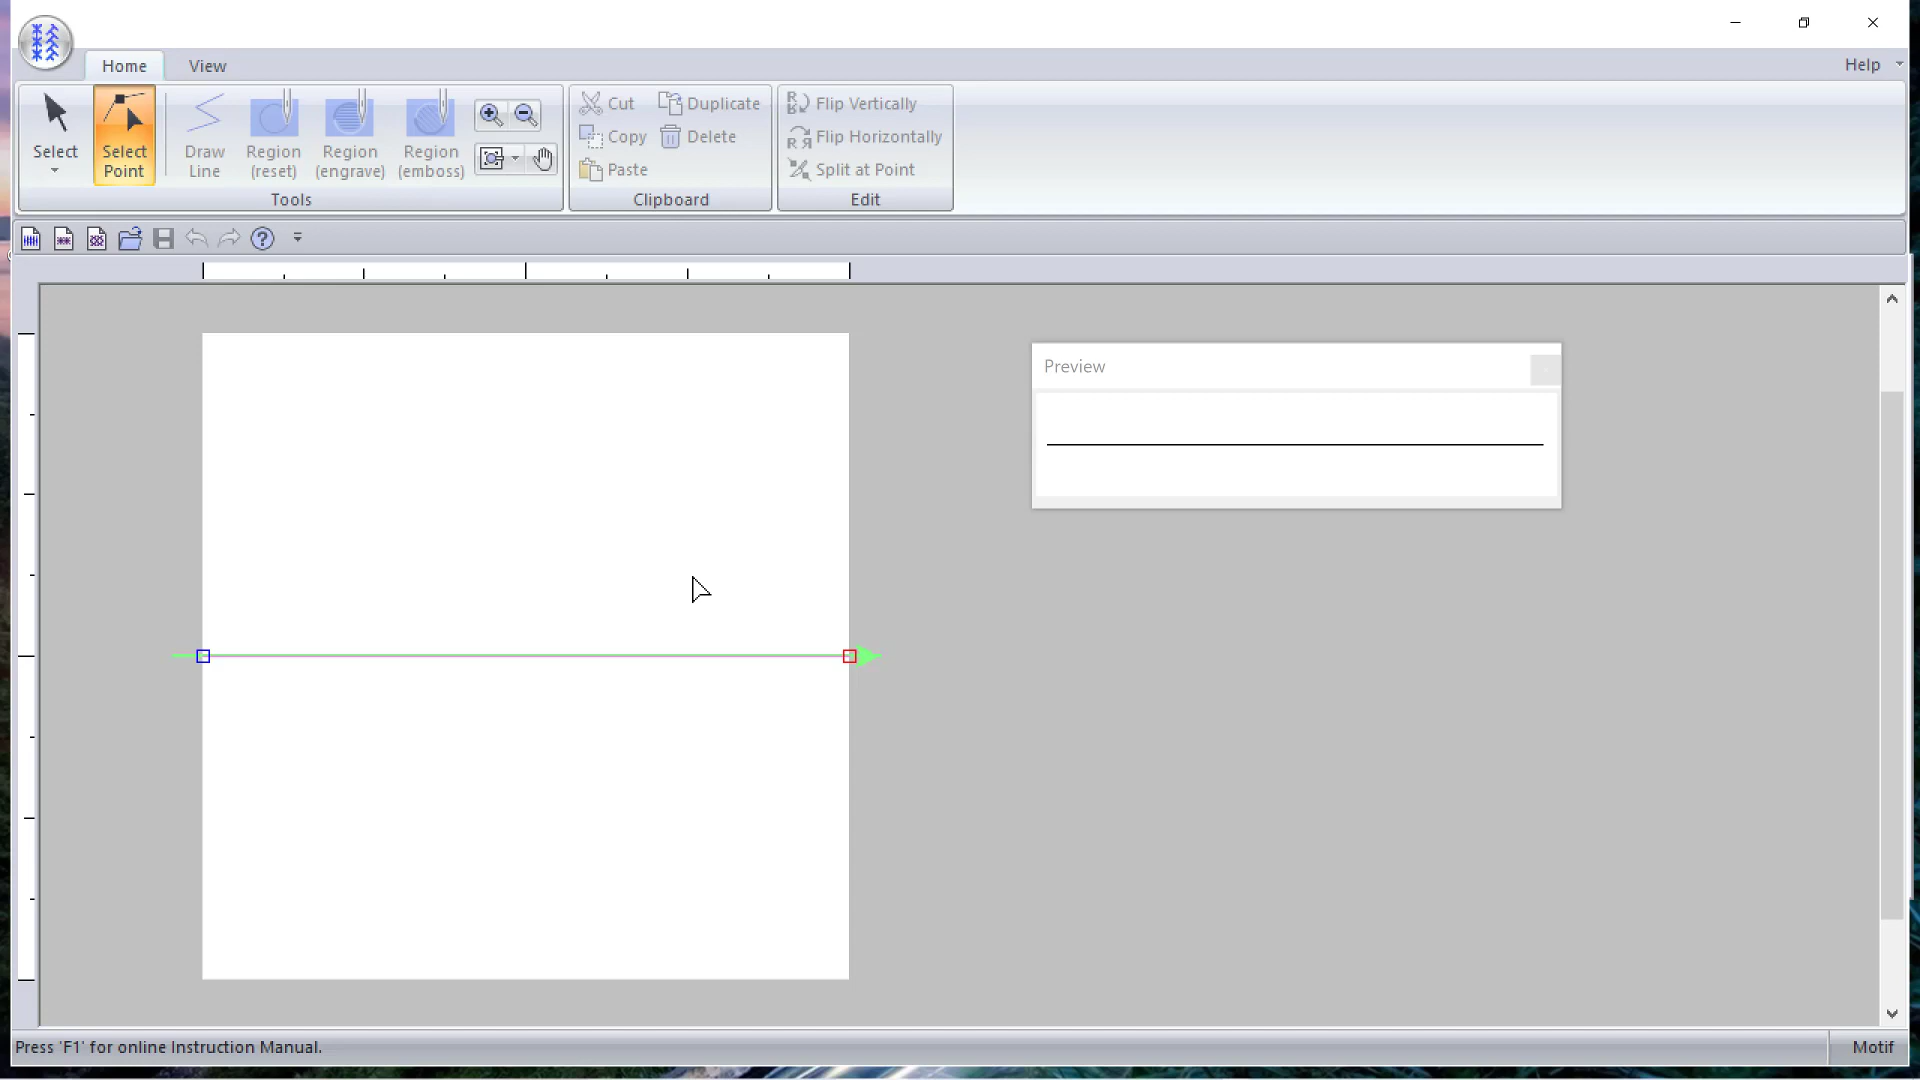 Home View Help
Select
Select Point
Draw Line
Region (reset)
Region (engrave)
Region (emboss)
Tools
Cut Duplicate
Copy Delete
Paste
Clipboard
Flip Vertically
Flip Horizontally
Split at Point
Edit
Preview
Press 'F1' for online Instruction Manual.
Motif